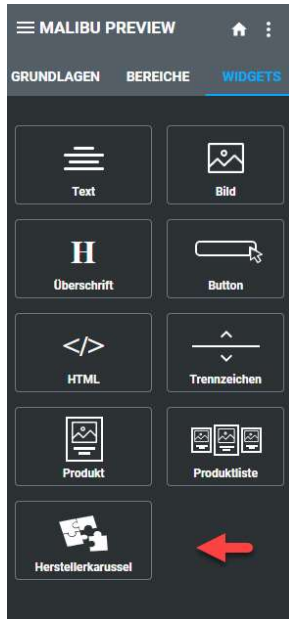 MALIBU PREVIEW
GRUNDLAGEN BEREICHE WIDGETS
Text Bild
H
Überschrift Button
</>
HTML Trennzeichen
Produkt Produktliste
Herstellerkarussel